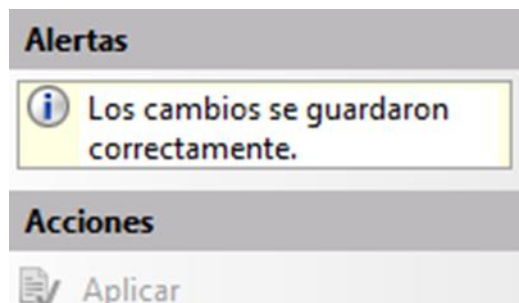 Alertas
Los cambios se guardaron
correctamente.
Acciones
Aplicar